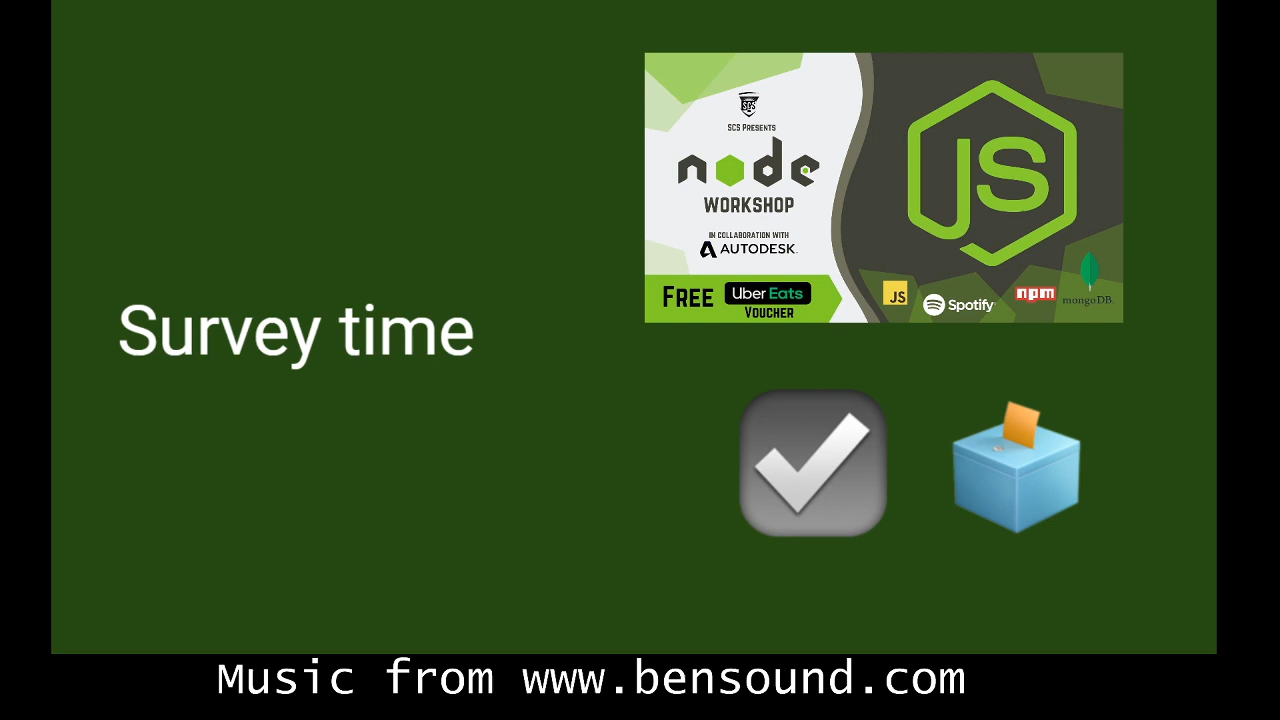 Survey time
SCS
SCS PRESENTS
node
WORKSHOP
IN COLLABORATION WITH
AUTODESK.
FREE Uber Eats
VOUCHER
JS
JS
Spotify
npm
mongoDB.
Music from www.bensound.com